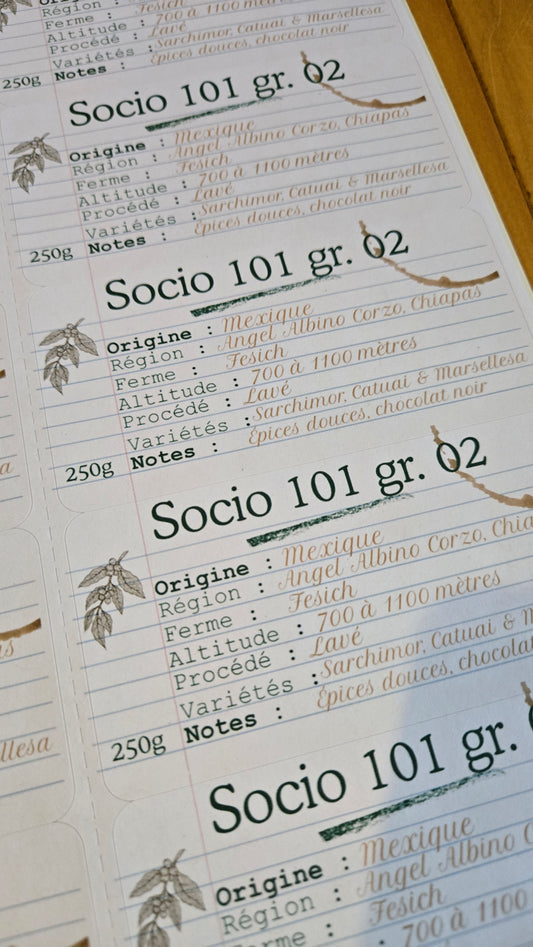 Région : Fesich
Ferme : 700 à 1100 mètres
Altitude : Lavé
Procédé : Sarchimor, Catuai & Marsellesa
Variétés : Épices douces, chocolat noir
250g Notes :
Socio 101 gr. 02
Origine : Mexique
Région : Angel Albino Corzo, Chiapas
Ferme : Fesich
Altitude : 700 à 1100 mètres
Procédé : Lavé
Variétés : Sarchimor, Catuai & Marsellesa
250g Notes : Épices douces, chocolat noir
Socio 101 gr. 02
Origine : Mexique
Région : Angel Albino Corzo, Chiapas
Ferme : Fesich
Altitude : 700 à 1100 mètres
Procédé : Lavé
Variétés : Sarchimor, Catuai & Marsellesa
250g Notes : Épices douces, chocolat noir
Socio 101 gr. 02
Origine : Mexique
Région : Angel Albino Corzo, Chia
Ferme : Fesich
Altitude : 700 à 1100 mètres
Procédé : Lavé
Variétés : Sarchimor, Catuai & M
250g Notes : Épices douces, chocola
llesa
Socio 101 gr.
Origine : Mexique
Région : Angel Albino C
Ferme : Fesich
700 à 1100